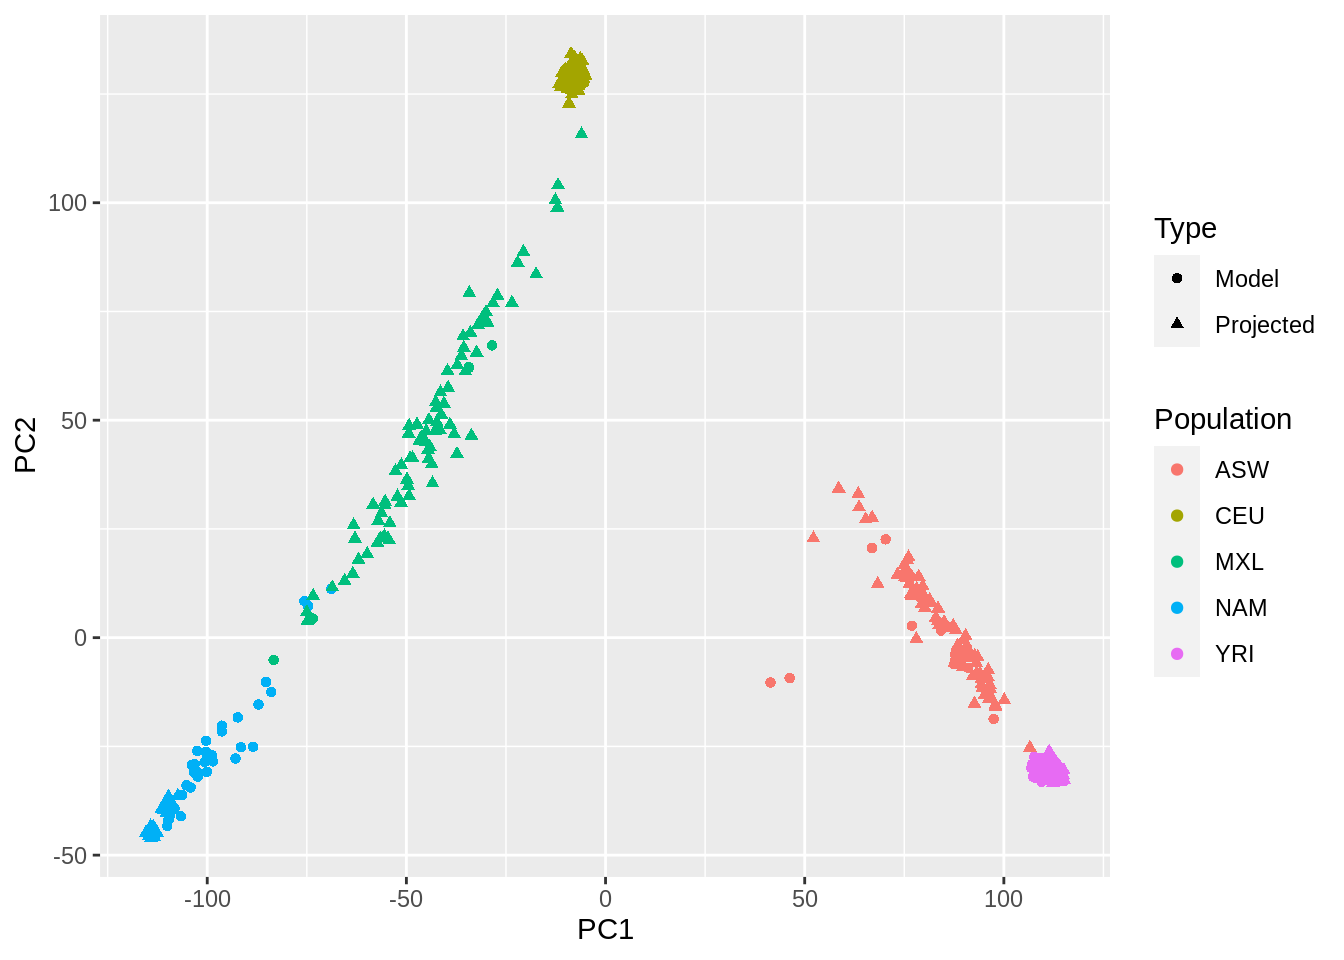 100
50
0
-50
PC2
-100
-50
0
50
100
PC1
Type
Model
Projected
Population
ASW
CEU
MXL
NAM
YRI